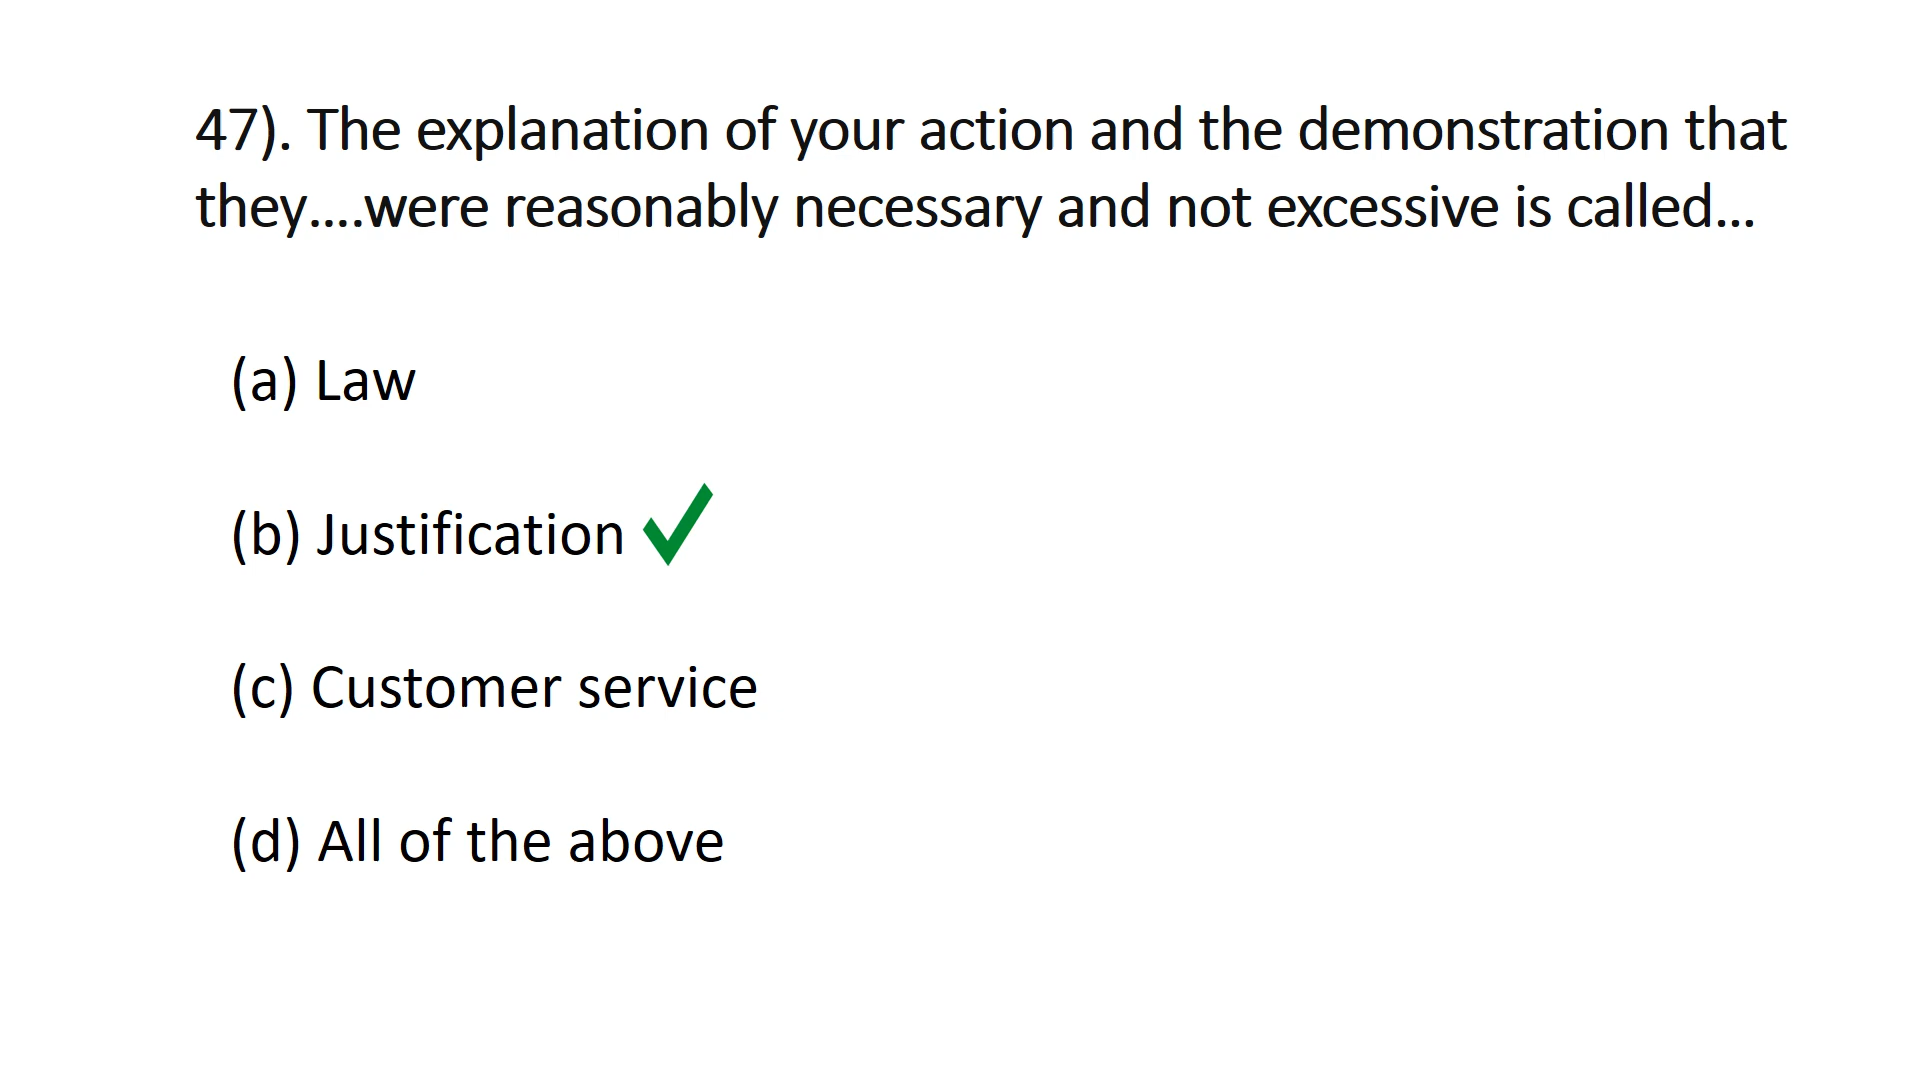 47). The explanation of your action and the demonstration that
they....were reasonably necessary and not excessive is called...
(a) Law
(b) Justification
(c) Customer service
(d) All of the above